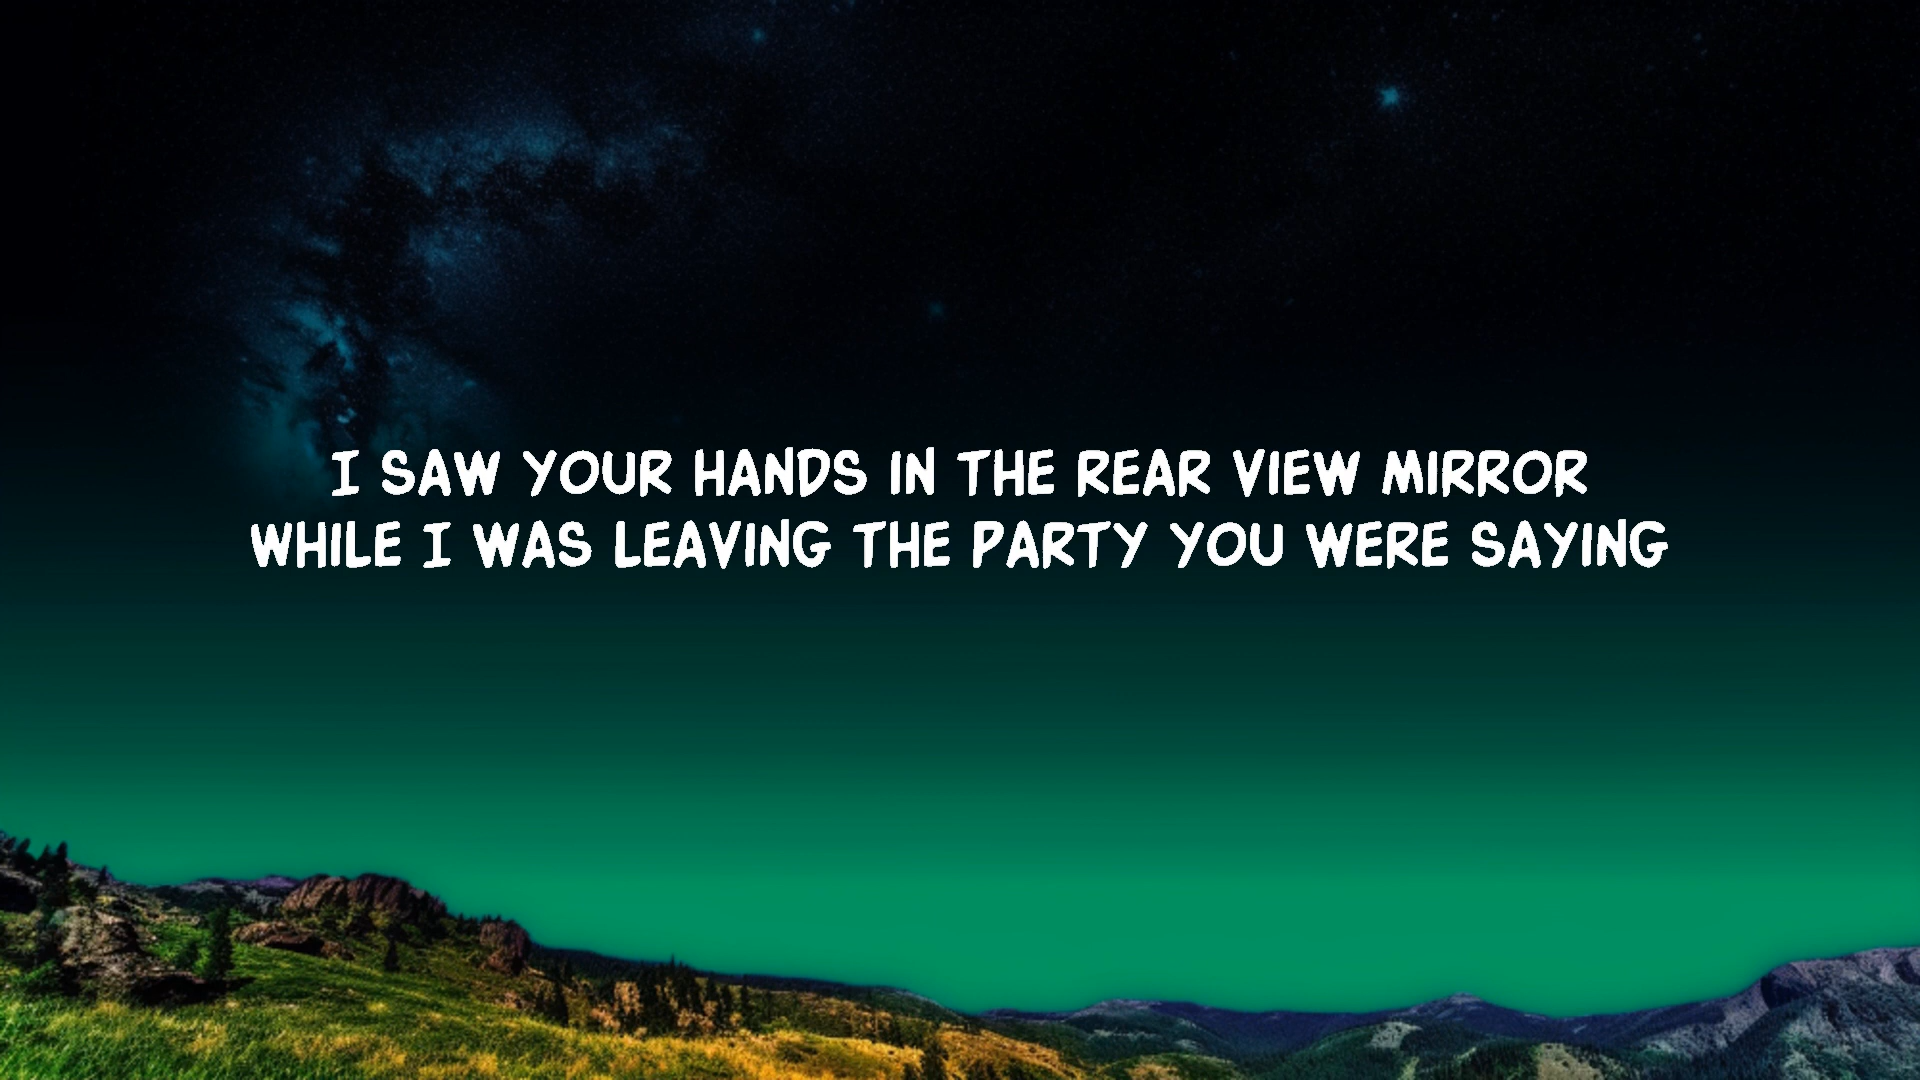 I SAW YOUR HANDS IN THE REAR VIEW MIRROR
WHILE I WAS LEAVING THE PARTY YOU WERE SAYING